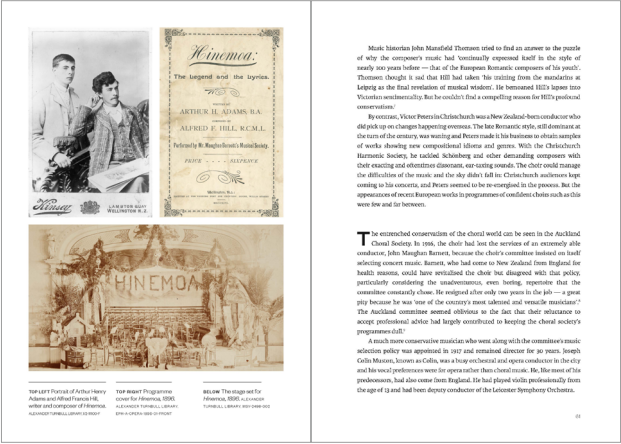 Kinsey
LAMBTON QUAY
WELLINGTON N.Z.
Hinemoa:
The Legend and the Lyrics.
WRITTEN BY
ARTHUR H. ADAMS, B.A.
COMPOSED BY
ALFRED F. HILL, R.C.M.L.
Performed by Mr. Maughan Barnett's Musical Society.
PRICE - - - - SIXPENCE
HINEMOA
TOP LEFT Portrait of Arthur Henry
Adams and Alfred Francis Hill,
writer and composer of Hinemoa.
TOP RIGHT Programme
cover for Hinemoa, 1896.
ALEXANDER TURNBULL LIBRARY,
BELOW The stage set for
Hinemoa, 1896. ALEXANDER
Music historian John Mansfield Thomson tried to find an answer to the puzzle
of why the composer's music had 'continually expressed itself in the style of
nearly 100 years before — that of the European Romantic composers of his youth'.
Thomson thought it sad that Hill had taken 'his training from the mandarins at
Leipzig as the final revelation of musical wisdom'. He bemoaned Hill's lapses into
Victorian sentimentality. But he couldn't find a compelling reason for Hill's profound
conservatism.
By contrast, Victor Peters in Christchurch was a New Zealand-born conductor who
did pick up on changes happening overseas. The late Romantic style, still dominant at
the turn of the century, was waning and Peters made it his business to obtain samples
of works showing new compositional idioms and genres. With the Christchurch
Harmonic Society, he tackled Schönberg and other demanding composers with
their exacting and oftentimes dissonant, ear-taxing sounds. The choir could manage
the difficulties of the music and the sky didn't fall in: Christchurch audiences kept
coming to his concerts, and Peters seemed to be re-energised in the process. But the
appearances of recent European works in programmes of confident choirs such as this
were few and far between.
The entrenched conservatism of the choral world can be seen in the Auckland
Choral Society. In 1916, the choir had lost the services of an extremely able
conductor, John Maughan Barnett, because the choir's committee insisted on itself
selecting concert music. Barnett, who had come to New Zealand from England for
health reasons, could have revitalised the choir but disagreed with that policy,
particularly considering the unadventurous, even boring, repertoire that the
committee constantly chose. He resigned after only two years in the job — a great
pity because he was 'one of the country's most talented and versatile musicians'.
The Auckland committee seemed oblivious to the fact that their reluctance to
accept professional advice had largely contributed to keeping the choral society's
programmes dull.
A much more conservative musician who went along with the committee's music
selection policy was appointed in 1917 and remained director for 30 years. Joseph
Colin Muston, known as Colin, was a busy orchestral and opera conductor in the city
and his vocal preferences were for opera rather than choral music. He, like most of his
predecessors, had also come from England. He had played violin professionally from
the age of 13 and had been deputy conductor of the Leicester Symphony Orchestra.